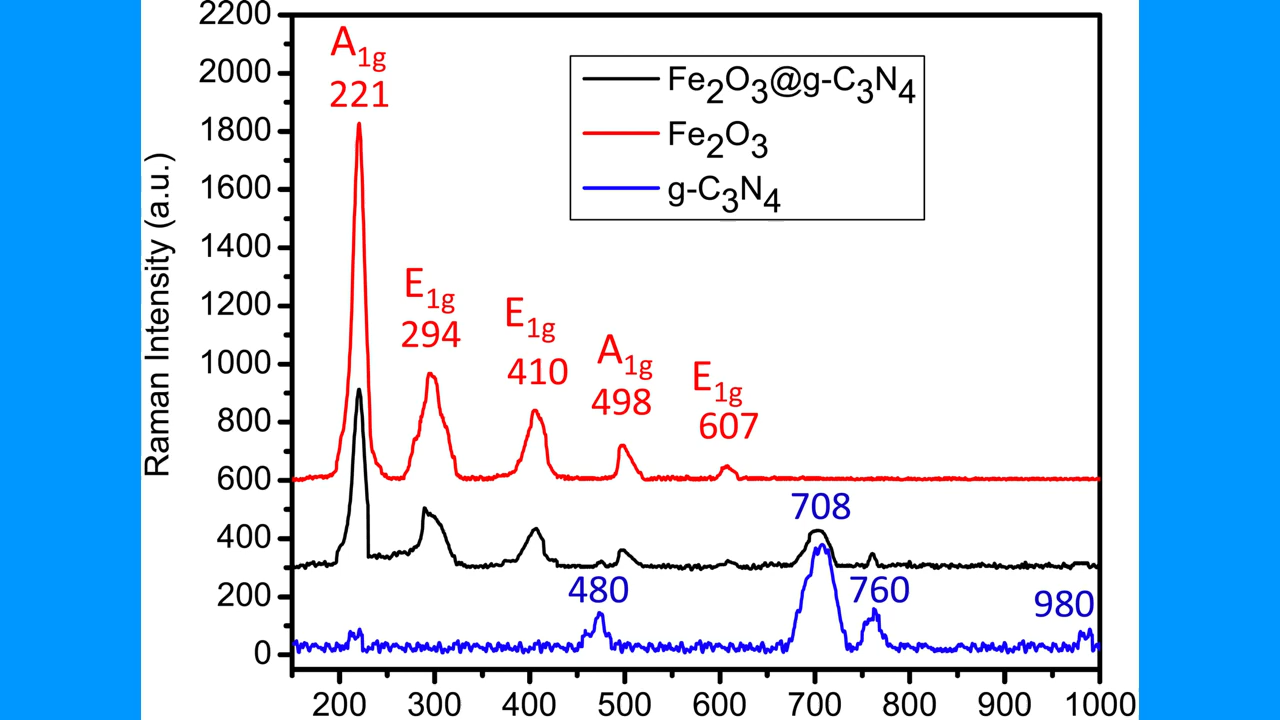 2200
2000
1800
1600
1400
1200
1000
800
600
400
200
0
Raman Intensity (a.u.)
A1g
221
E1g
294
E1g
410
A1g
498
E1g
607
Fe2O3@g-C3N4
Fe2O3
g-C3N4
480
708
760
980
200 300 400 500 600 700 800 900 1000